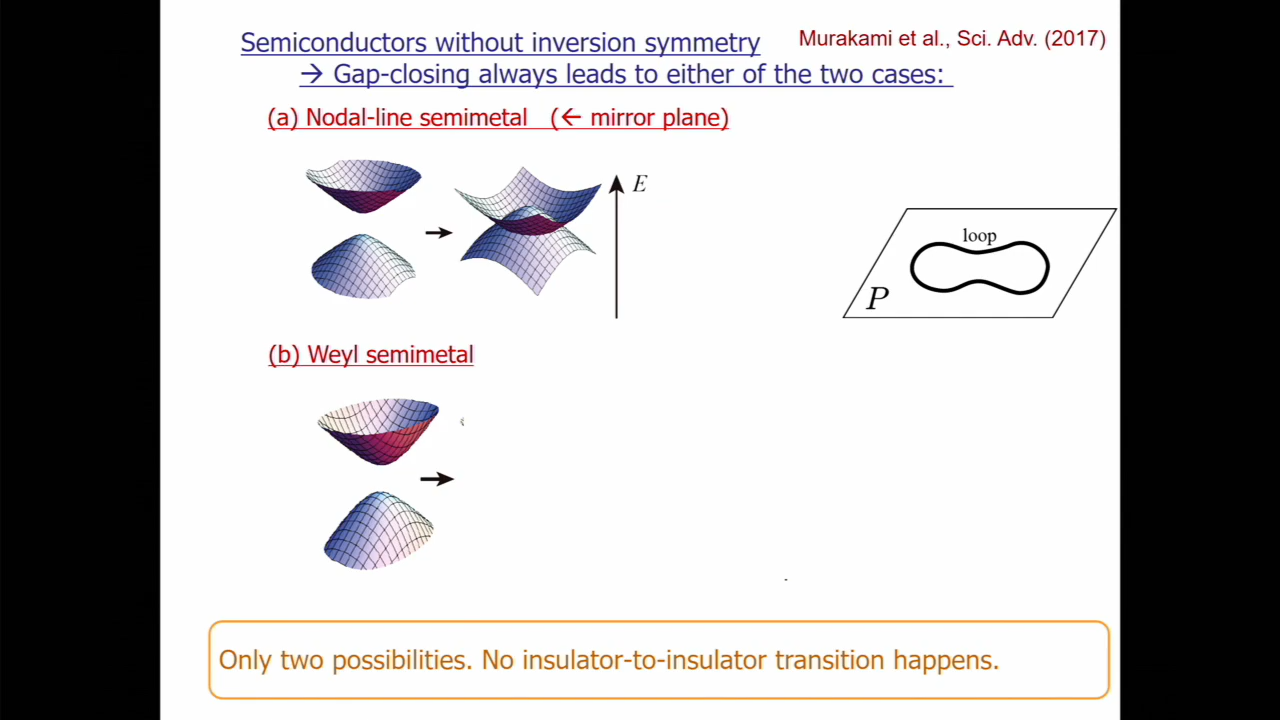 Semiconductors without inversion symmetry
Murakami et al., Sci. Adv. (2017)
→ Gap-closing always leads to either of the two cases:
(a) Nodal-line semimetal (← mirror plane)
E
loop
P
(b) Weyl semimetal
Only two possibilities. No insulator-to-insulator transition happens.